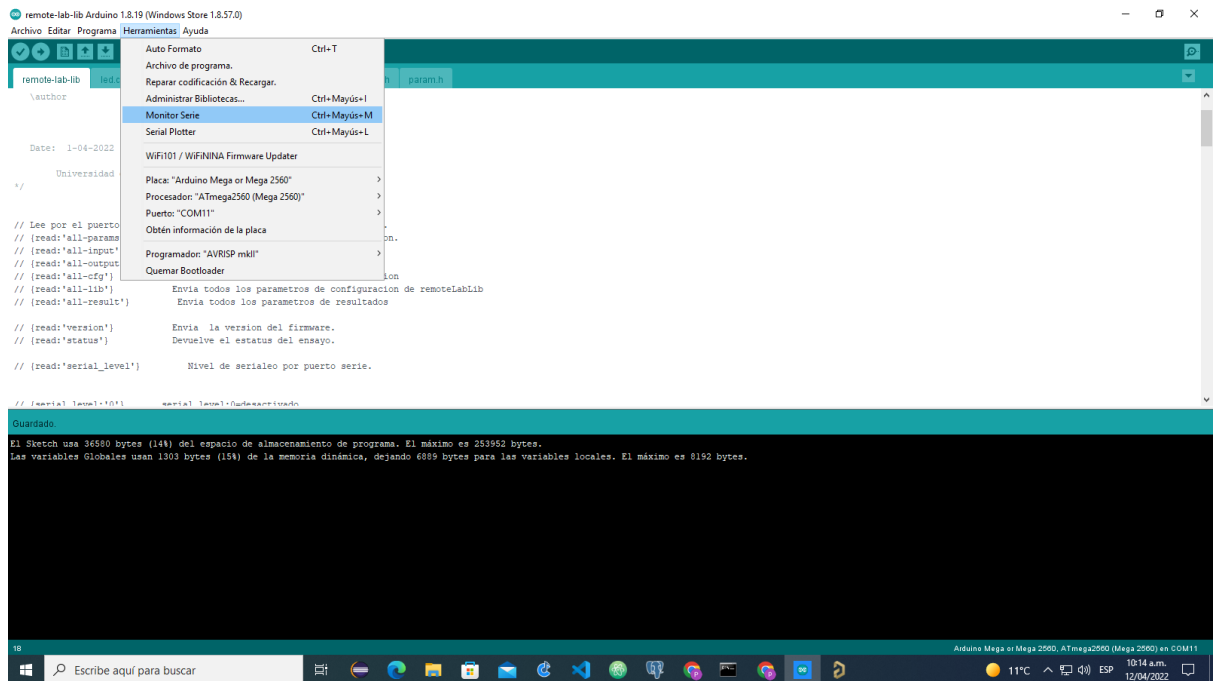 remote-lab-lib Arduino 1.8.19 (Windows Store 1.8.57.0)
Archivo Editar Programa Herramientas Ayuda
Auto Formato Ctrl+T
Archivo de programa.
Reparar codificación & Recargar.
Administrar Bibliotecas... Ctrl+Mayús+I
Monitor Serie Ctrl+Mayús+M
Serial Plotter Ctrl+Mayús+L
WiFi101 / WiFiNINA Firmware Updater
Placa: "Arduino Mega or Mega 2560"
Procesador: "ATmega2560 (Mega 2560)"
Puerto: "COM11"
Obtén información de la placa
Programador: "AVRISP mkII"
Quemar Bootloader
remote-lab-lib led.c h param.h
\author
Date: 1-04-2022
Universidad
*/
// Lee por el puerto
// {read:'all-params on.
// {read:'all-input'
// {read:'all-output
// {read:'all-cfg'} ion
// {read:'all-lib'} Envia todos los parametros de configuracion de remoteLabLib
// {read:'all-result'} Envia todos los parametros de resultados
// {read:'version'} Envia la version del firmware.
// {read:'status'} Devuelve el estatus del ensayo.
// {read:'serial_level'} Nivel de serialeo por puerto serie.
// {serial_level:'0'} serial_level:0=desactivado
Guardado.
El Sketch usa 36580 bytes (14%) del espacio de almacenamiento de programa. El máximo es 253952 bytes.
Las variables Globales usan 1303 bytes (15%) de la memoria dinámica, dejando 6889 bytes para las variables locales. El máximo es 8192 bytes.
18 Arduino Mega or Mega 2560, ATmega2560 (Mega 2560) en COM11
Escribe aquí para buscar
11°C ESP 10:14 a.m.
12/04/2022